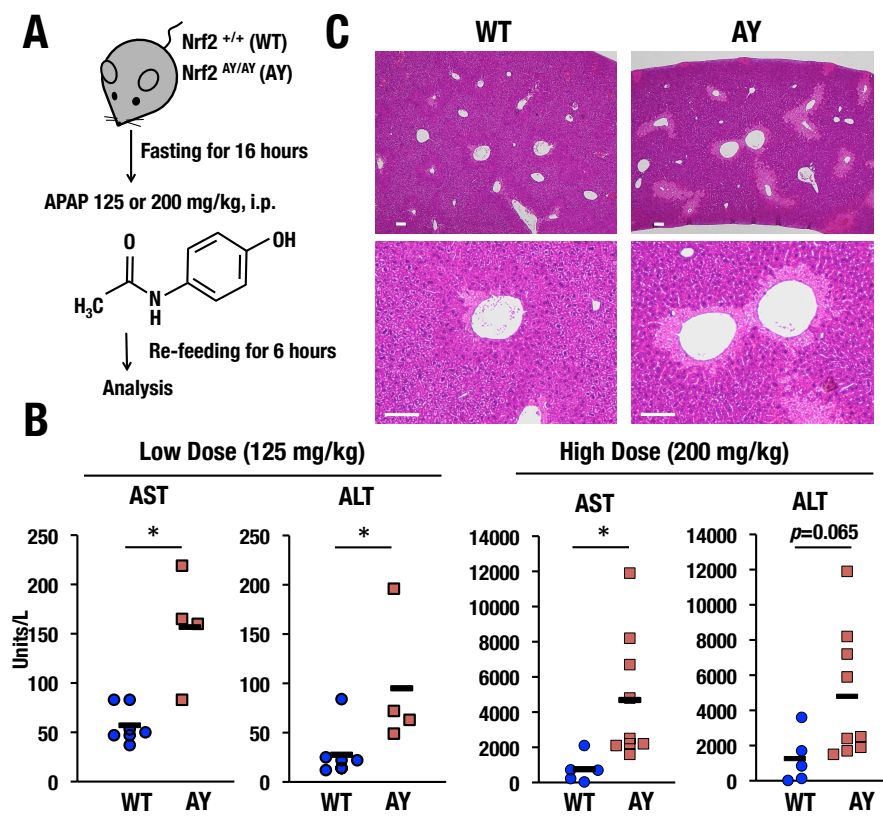 A
Nrf2 +/+ (WT)
Nrf2 AY/AY (AY)
Fasting for 16 hours
APAP 125 or 200 mg/kg, i.p.
O
OH
H3C
N
H
Re-feeding for 6 hours
Analysis
C
WT
AY
B
Low Dose (125 mg/kg)
High Dose (200 mg/kg)
AST
ALT
AST
ALT
Units/L
250
200
150
100
50
0
*
WT
AY
250
200
150
100
50
0
*
WT
AY
14000
12000
10000
8000
6000
4000
2000
0
*
WT
AY
14000
12000
10000
8000
6000
4000
2000
0
p=0.065
WT
AY